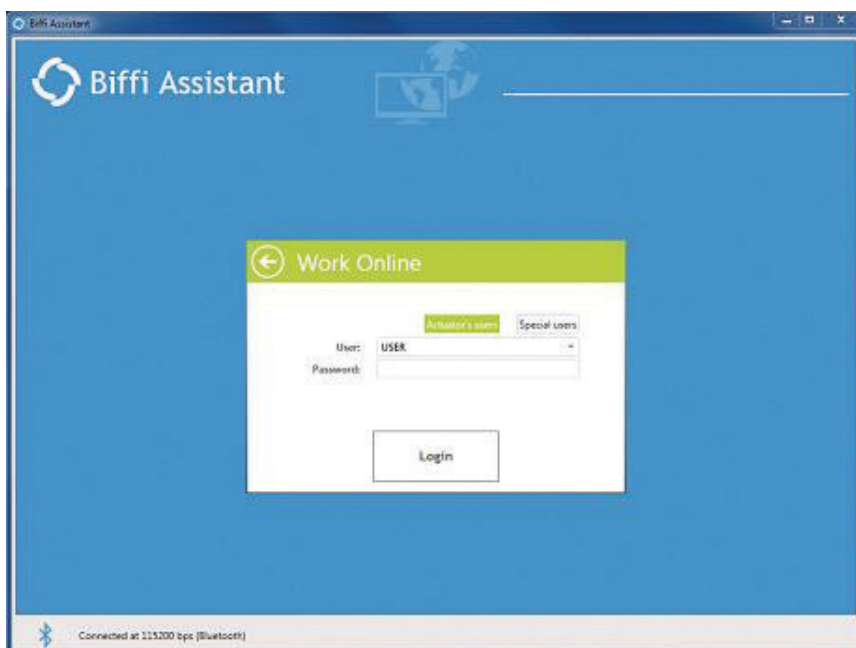 Biffi Assistant
Biffi Assistant
Work Online
Actuator's users Special users
User: USER
Password:
Login
Connected at 115200 bps (Bluetooth)